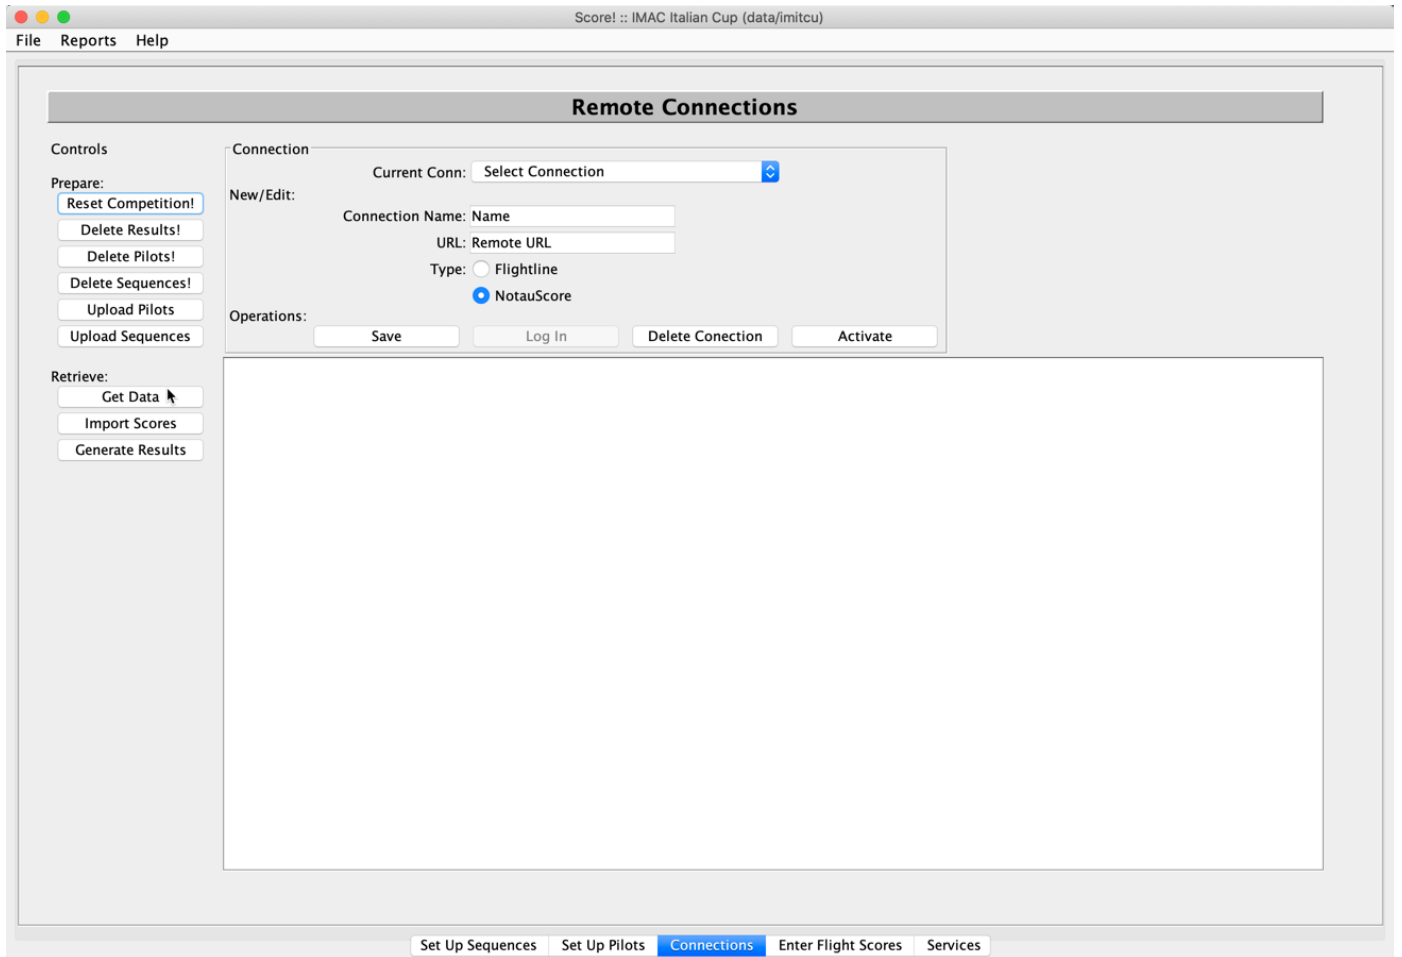 Score! :: IMAC Italian Cup (data/imitcu)
File Reports Help
Remote Connections
Controls
Prepare:
Reset Competition!
Delete Results!
Delete Pilots!
Delete Sequences!
Upload Pilots
Upload Sequences
Retrieve:
Get Data
Import Scores
Generate Results
Connection
Current Conn: Select Connection
New/Edit:
Connection Name: Name
URL: Remote URL
Type: Flightline
NotauScore
Operations:
Save Log In Delete Conection Activate
Set Up Sequences Set Up Pilots Connections Enter Flight Scores Services